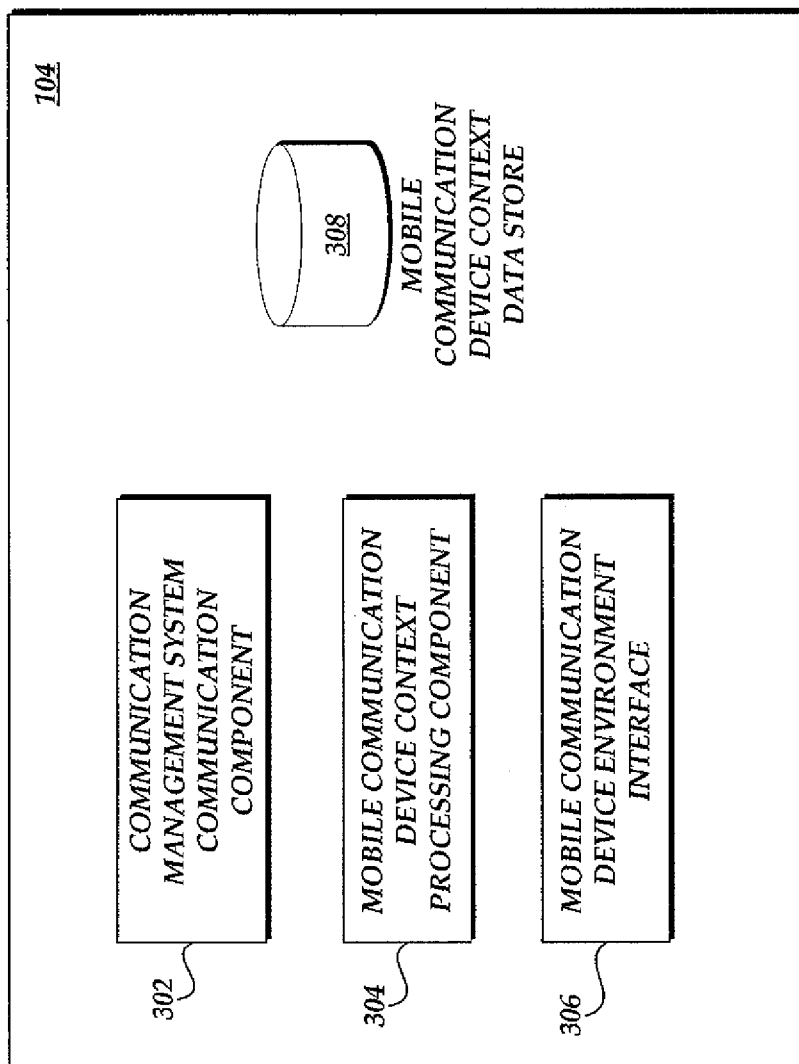 104
302
COMMUNICATION
MANAGEMENT SYSTEM
COMMUNICATION
COMPONENT
304
MOBILE COMMUNICATION
DEVICE CONTEXT
PROCESSING COMPONENT
306
MOBILE COMMUNICATION
DEVICE ENVIRONMENT
INTERFACE
308
MOBILE
COMMUNICATION
DEVICE CONTEXT
DATA STORE